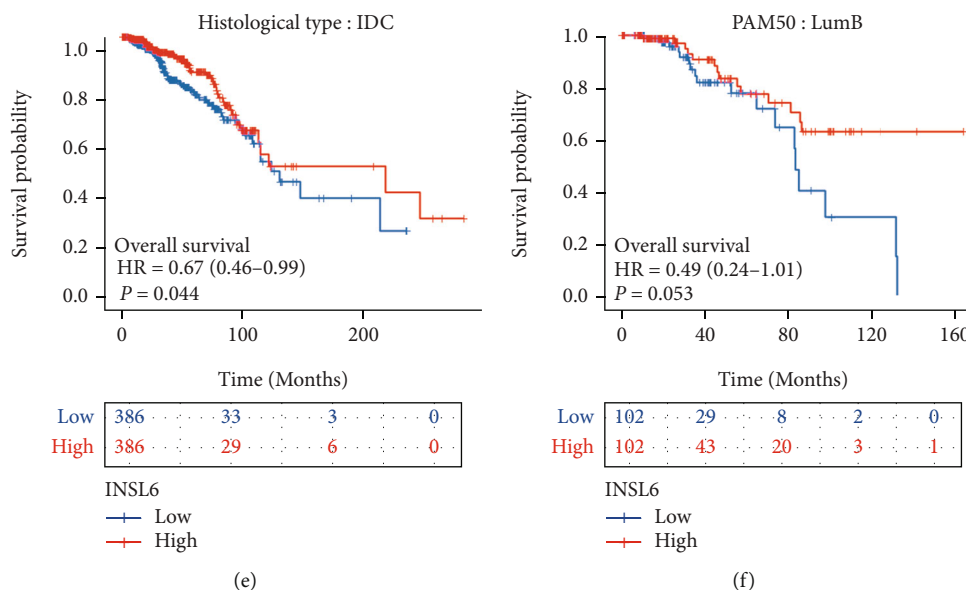 Histological type : IDC
Survival probability
1.0
0.8
0.6
0.4
0.2
0.0
Overall survival
HR = 0.67 (0.46–0.99)
P = 0.044
0 100 200
Time (Months)
Low 386 33 3 0
High 386 29 6 0
INSL6
Low
High
(e)
PAM50 : LumB
Survival probability
1.0
0.8
0.6
0.4
0.2
0.0
Overall survival
HR = 0.49 (0.24–1.01)
P = 0.053
0 40 80 120 160
Time (Months)
Low 102 29 8 2 0
High 102 43 20 3 1
INSL6
Low
High
(f)